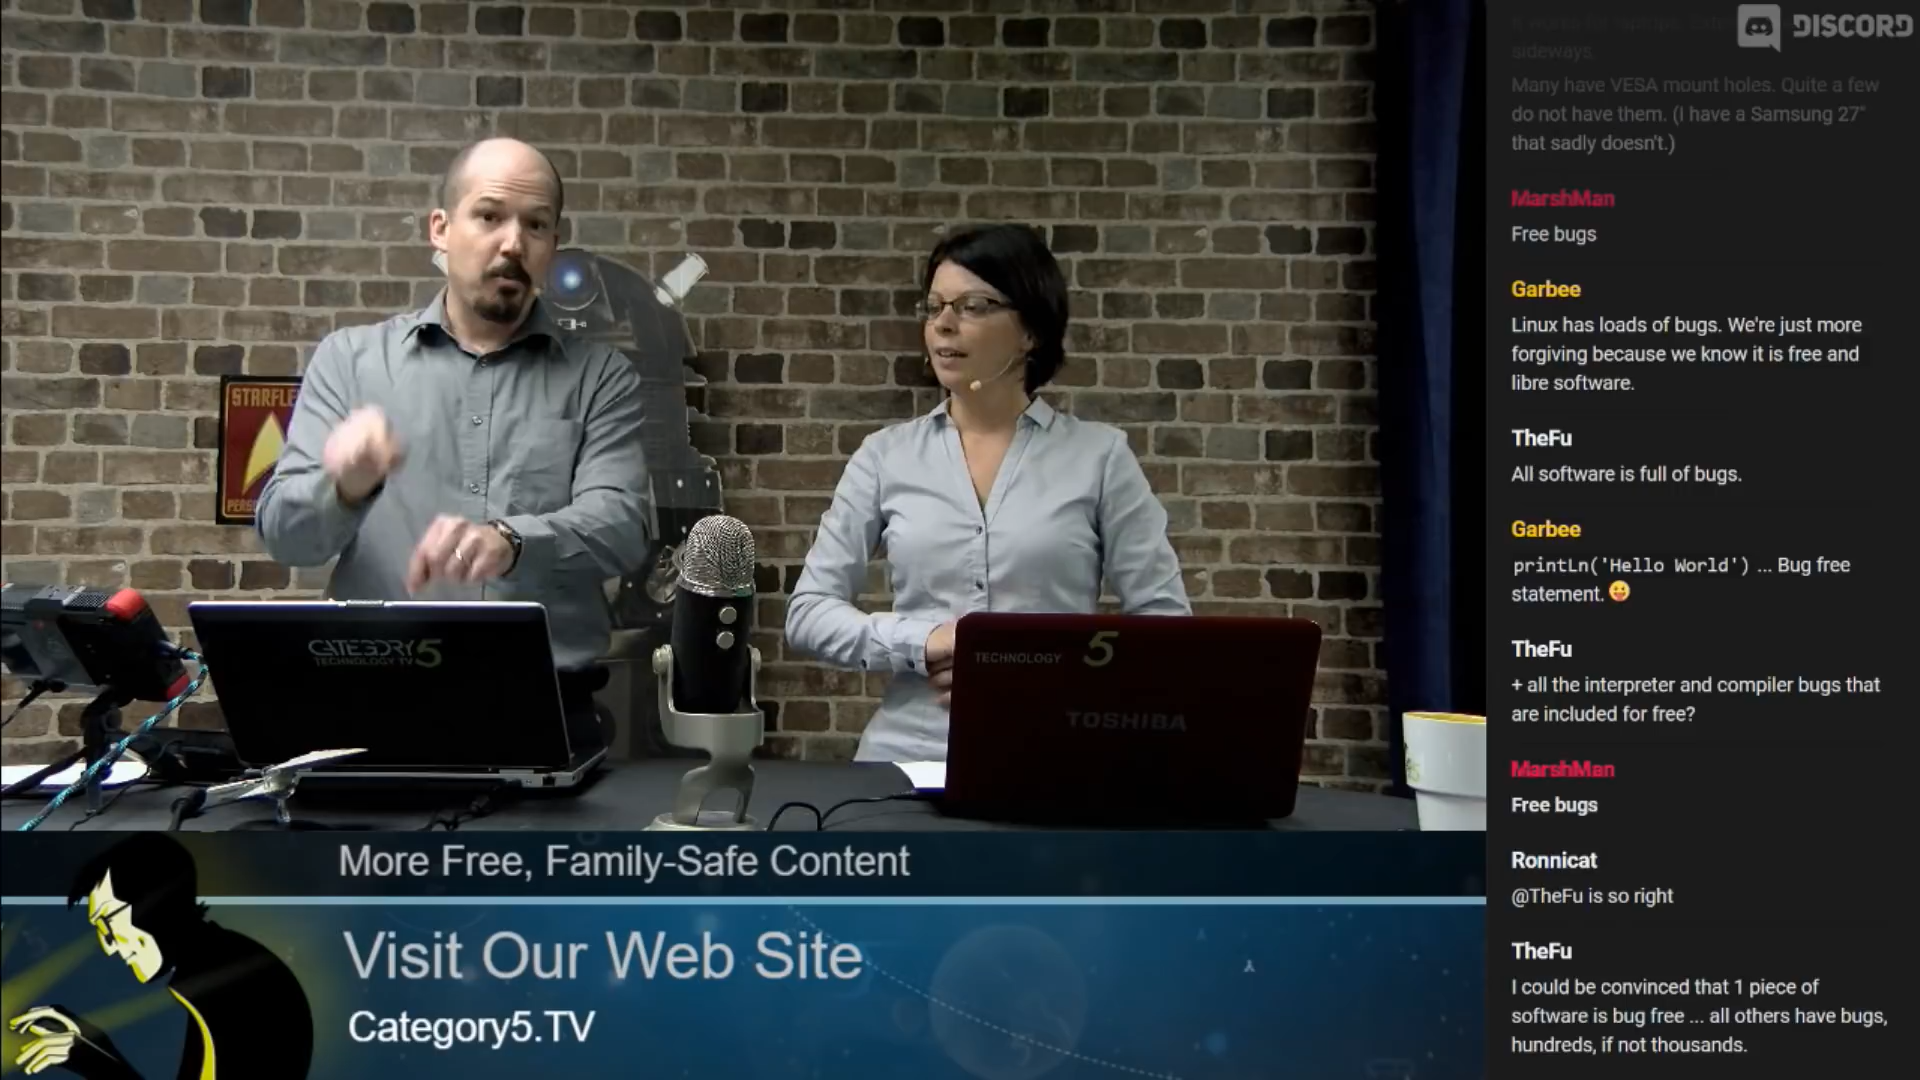 DISCORD
sideways.
Many have VESA mount holes. Quite a few
do not have them. (I have a Samsung 27"
that sadly doesn't.)
MarshMan
Free bugs
Garbee
Linux has loads of bugs. We're just more
forgiving because we know it is free and
libre software.
TheFu
All software is full of bugs.
Garbee
printLn('Hello World') ... Bug free
statement. 😛
TheFu
+ all the interpreter and compiler bugs that
are included for free?
MarshMan
Free bugs
Ronnicat
@TheFu is so right
TheFu
I could be convinced that 1 piece of
software is bug free ... all others have bugs,
hundreds, if not thousands.
CATEGORY 5
TECHNOLOGY TV
TECHNOLOGY 5
TOSHIBA
More Free, Family-Safe Content
Visit Our Web Site
Category5.TV